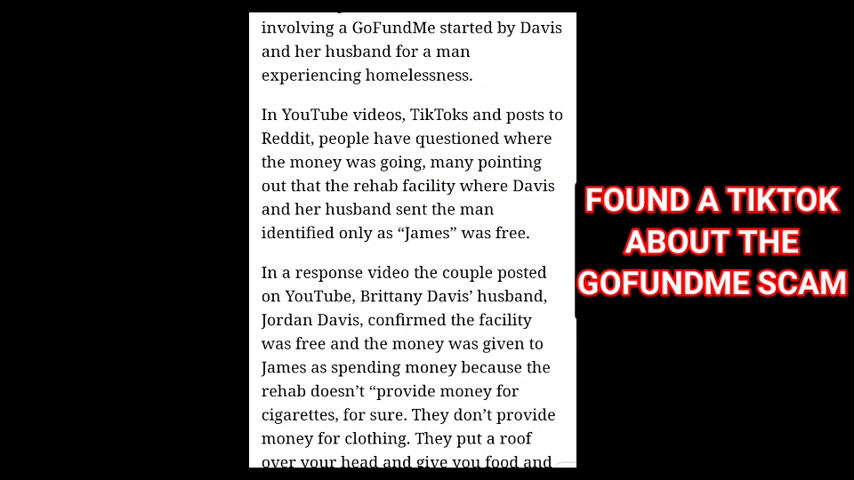 involving a GoFundMe started by Davis
and her husband for a man
experiencing homelessness.
In YouTube videos, TikToks and posts to
Reddit, people have questioned where
the money was going, many pointing
out that the rehab facility where Davis
and her husband sent the man
identified only as “James” was free.
In a response video the couple posted
on YouTube, Brittany Davis’ husband,
Jordan Davis, confirmed the facility
was free and the money was given to
James as spending money because the
rehab doesn’t “provide money for
cigarettes, for sure. They don’t provide
money for clothing. They put a roof
over your head and give you food and
FOUND A TIKTOK
ABOUT THE
GOFUNDME SCAM